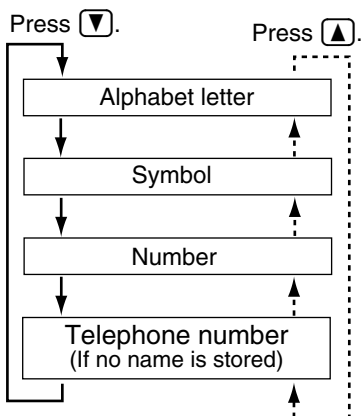 Press ▼.
Press ▲.
Alphabet letter
Symbol
Number
Telephone number
(If no name is stored)